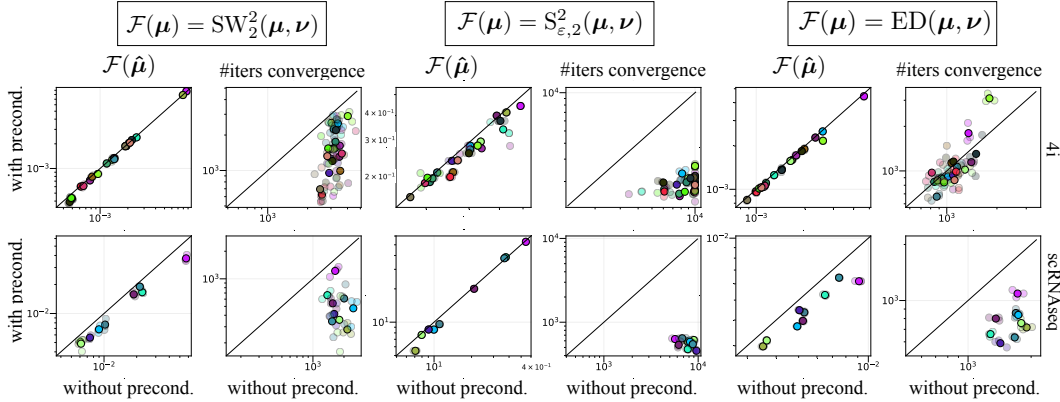 𝓕(μ) = SW₂²(μ, ν)
𝓕(μ) = S²_{ε,2}(μ, ν)
𝓕(μ) = ED(μ, ν)
𝓕(μ̂)
#iters convergence
𝓕(μ̂)
#iters convergence
𝓕(μ̂)
#iters convergence
with precond.
10⁻³
10⁻³
10³
10³
4 × 10⁻¹
3 × 10⁻¹
2 × 10⁻¹
10⁴
10⁴
10⁻³
10⁻³
10³
10³
4i
with precond.
10⁻²
10⁻²
10³
10³
10¹
10¹
4 × 10⁻¹
10⁴
10³
10³
10⁴
10⁻²
10⁻²
10³
10³
scRNAseq
without precond.
without precond.
without precond.
without precond.
without precond.
without precond.